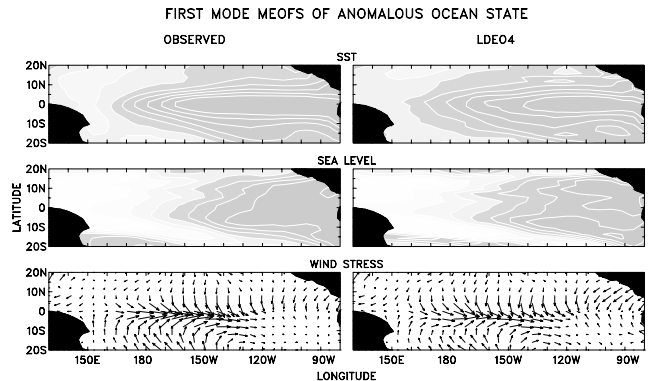 FIRST MODE MEOFS OF ANOMALOUS OCEAN STATE
OBSERVED LDEO4
SST
20N
10N
0
10S
20S
SEA LEVEL
20N
10N
0
10S
20S
LATITUDE
WIND STRESS
20N
10N
0
10S
20S
150E 180 150W 120W 90W 150E 180 150W 120W 90W
LONGITUDE